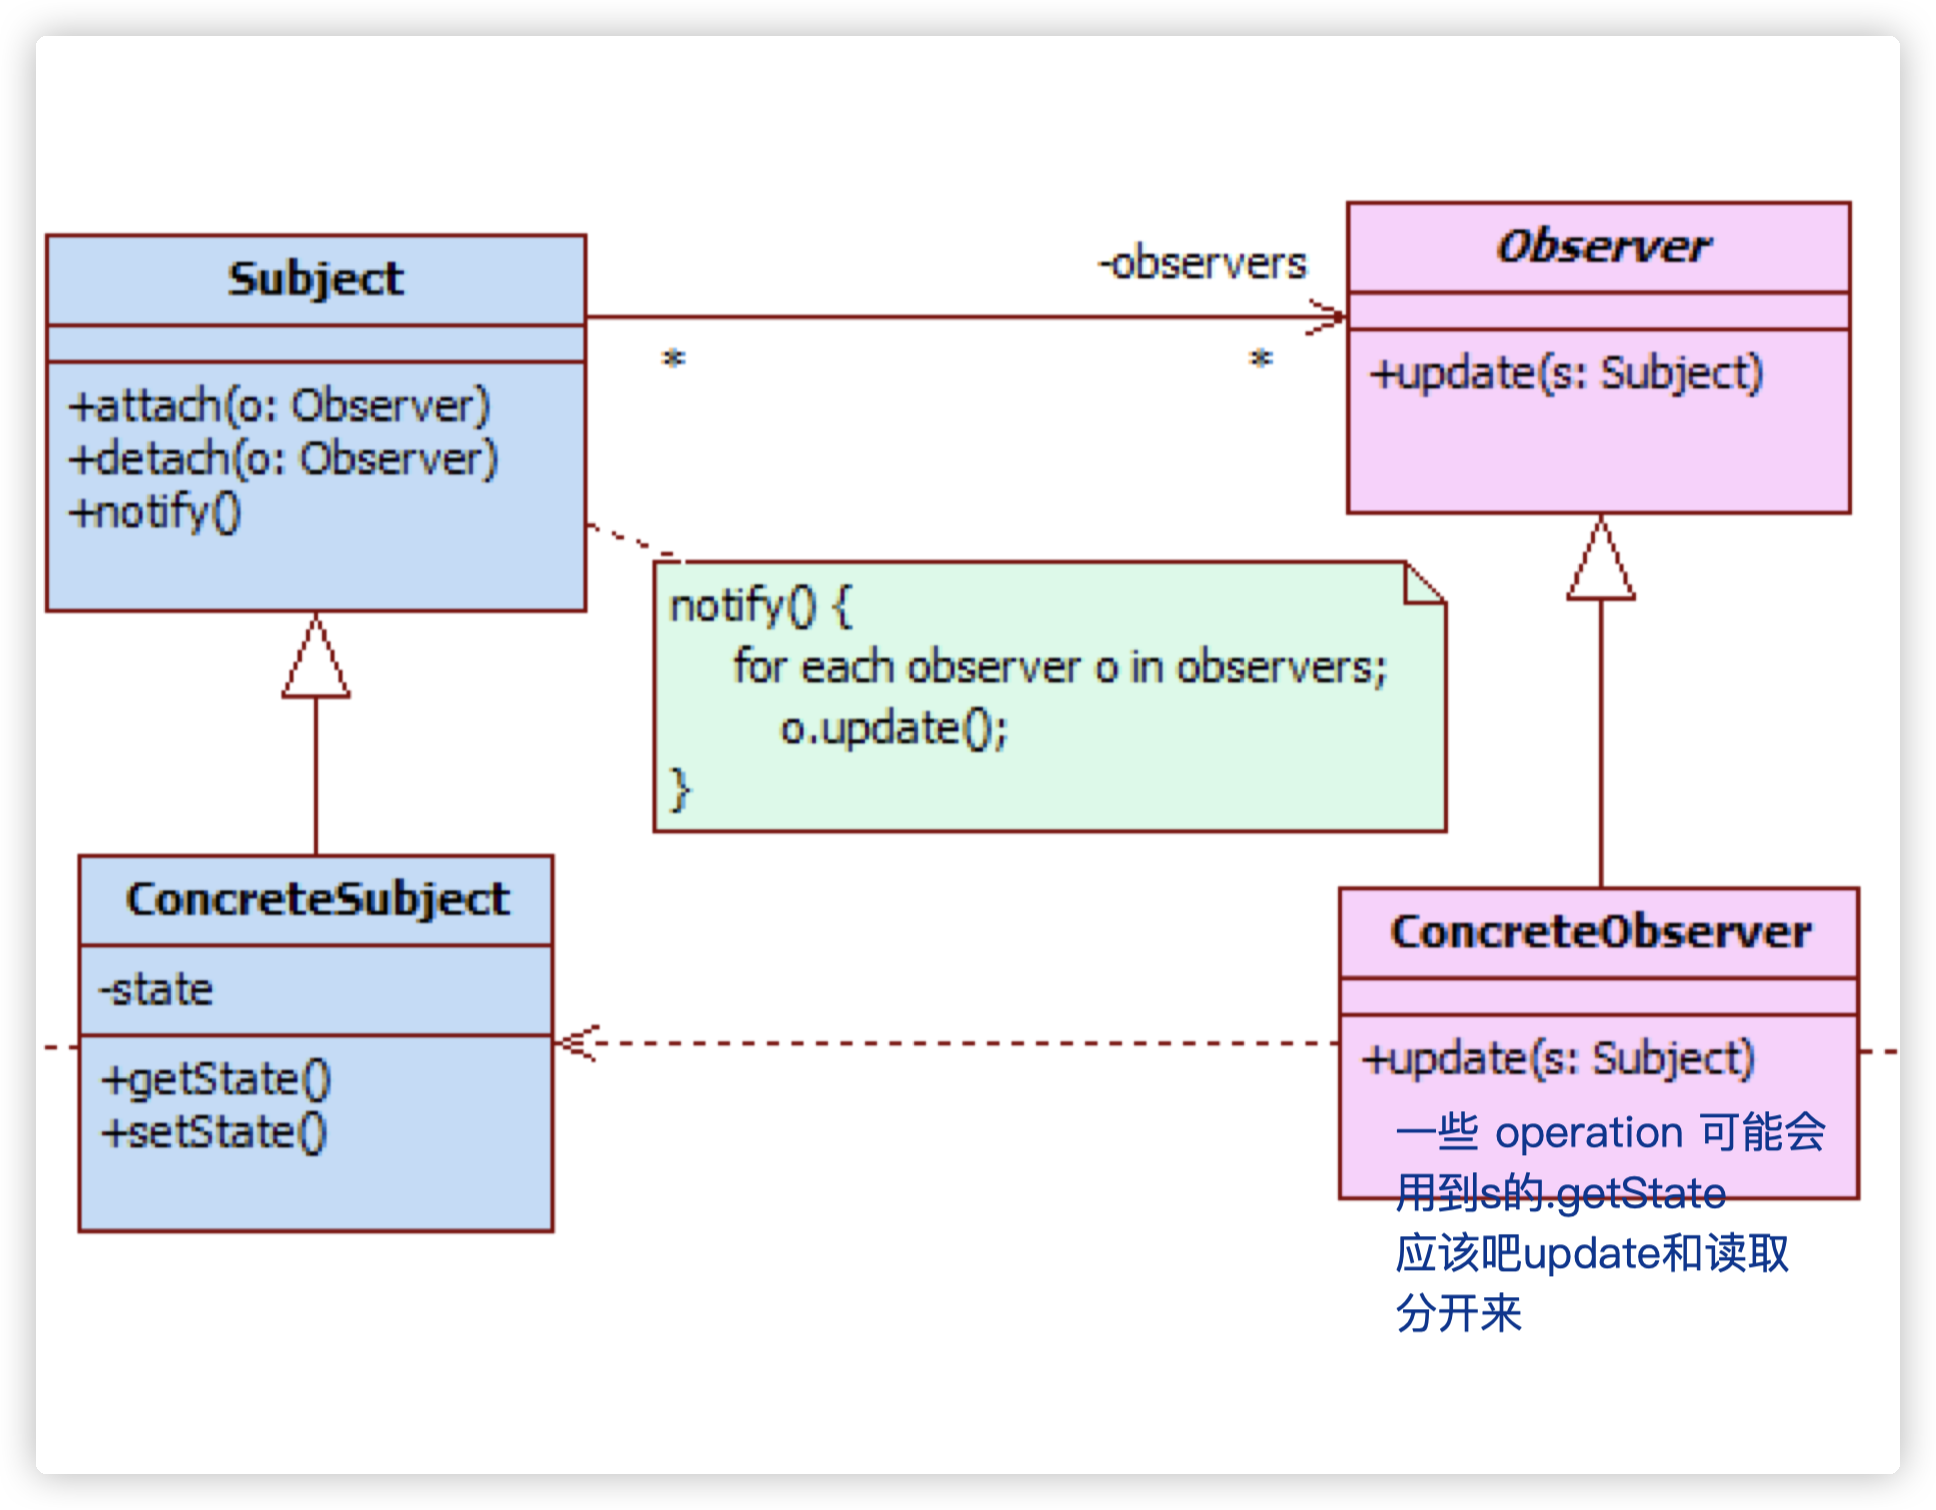 Subject
+attach(o: Observer)
+detach(o: Observer)
+notify()
-observers
*
*
Observer
+update(s: Subject)
notify() {
for each observer o in observers;
o.update();
}
ConcreteSubject
-state
+getState()
+setState()
ConcreteObserver
+update(s: Subject)
一些 operation 可能会
用到s的.getState
应该吧update和读取
分开来